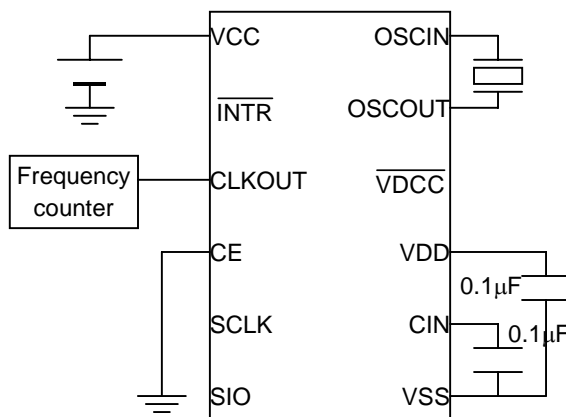 VCC
OSCIN
INTR
OSCOUT
Frequency
counter
CLKOUT
VDCC
CE
VDD
0.1μF
SCLK
CIN
0.1μF
SIO
VSS